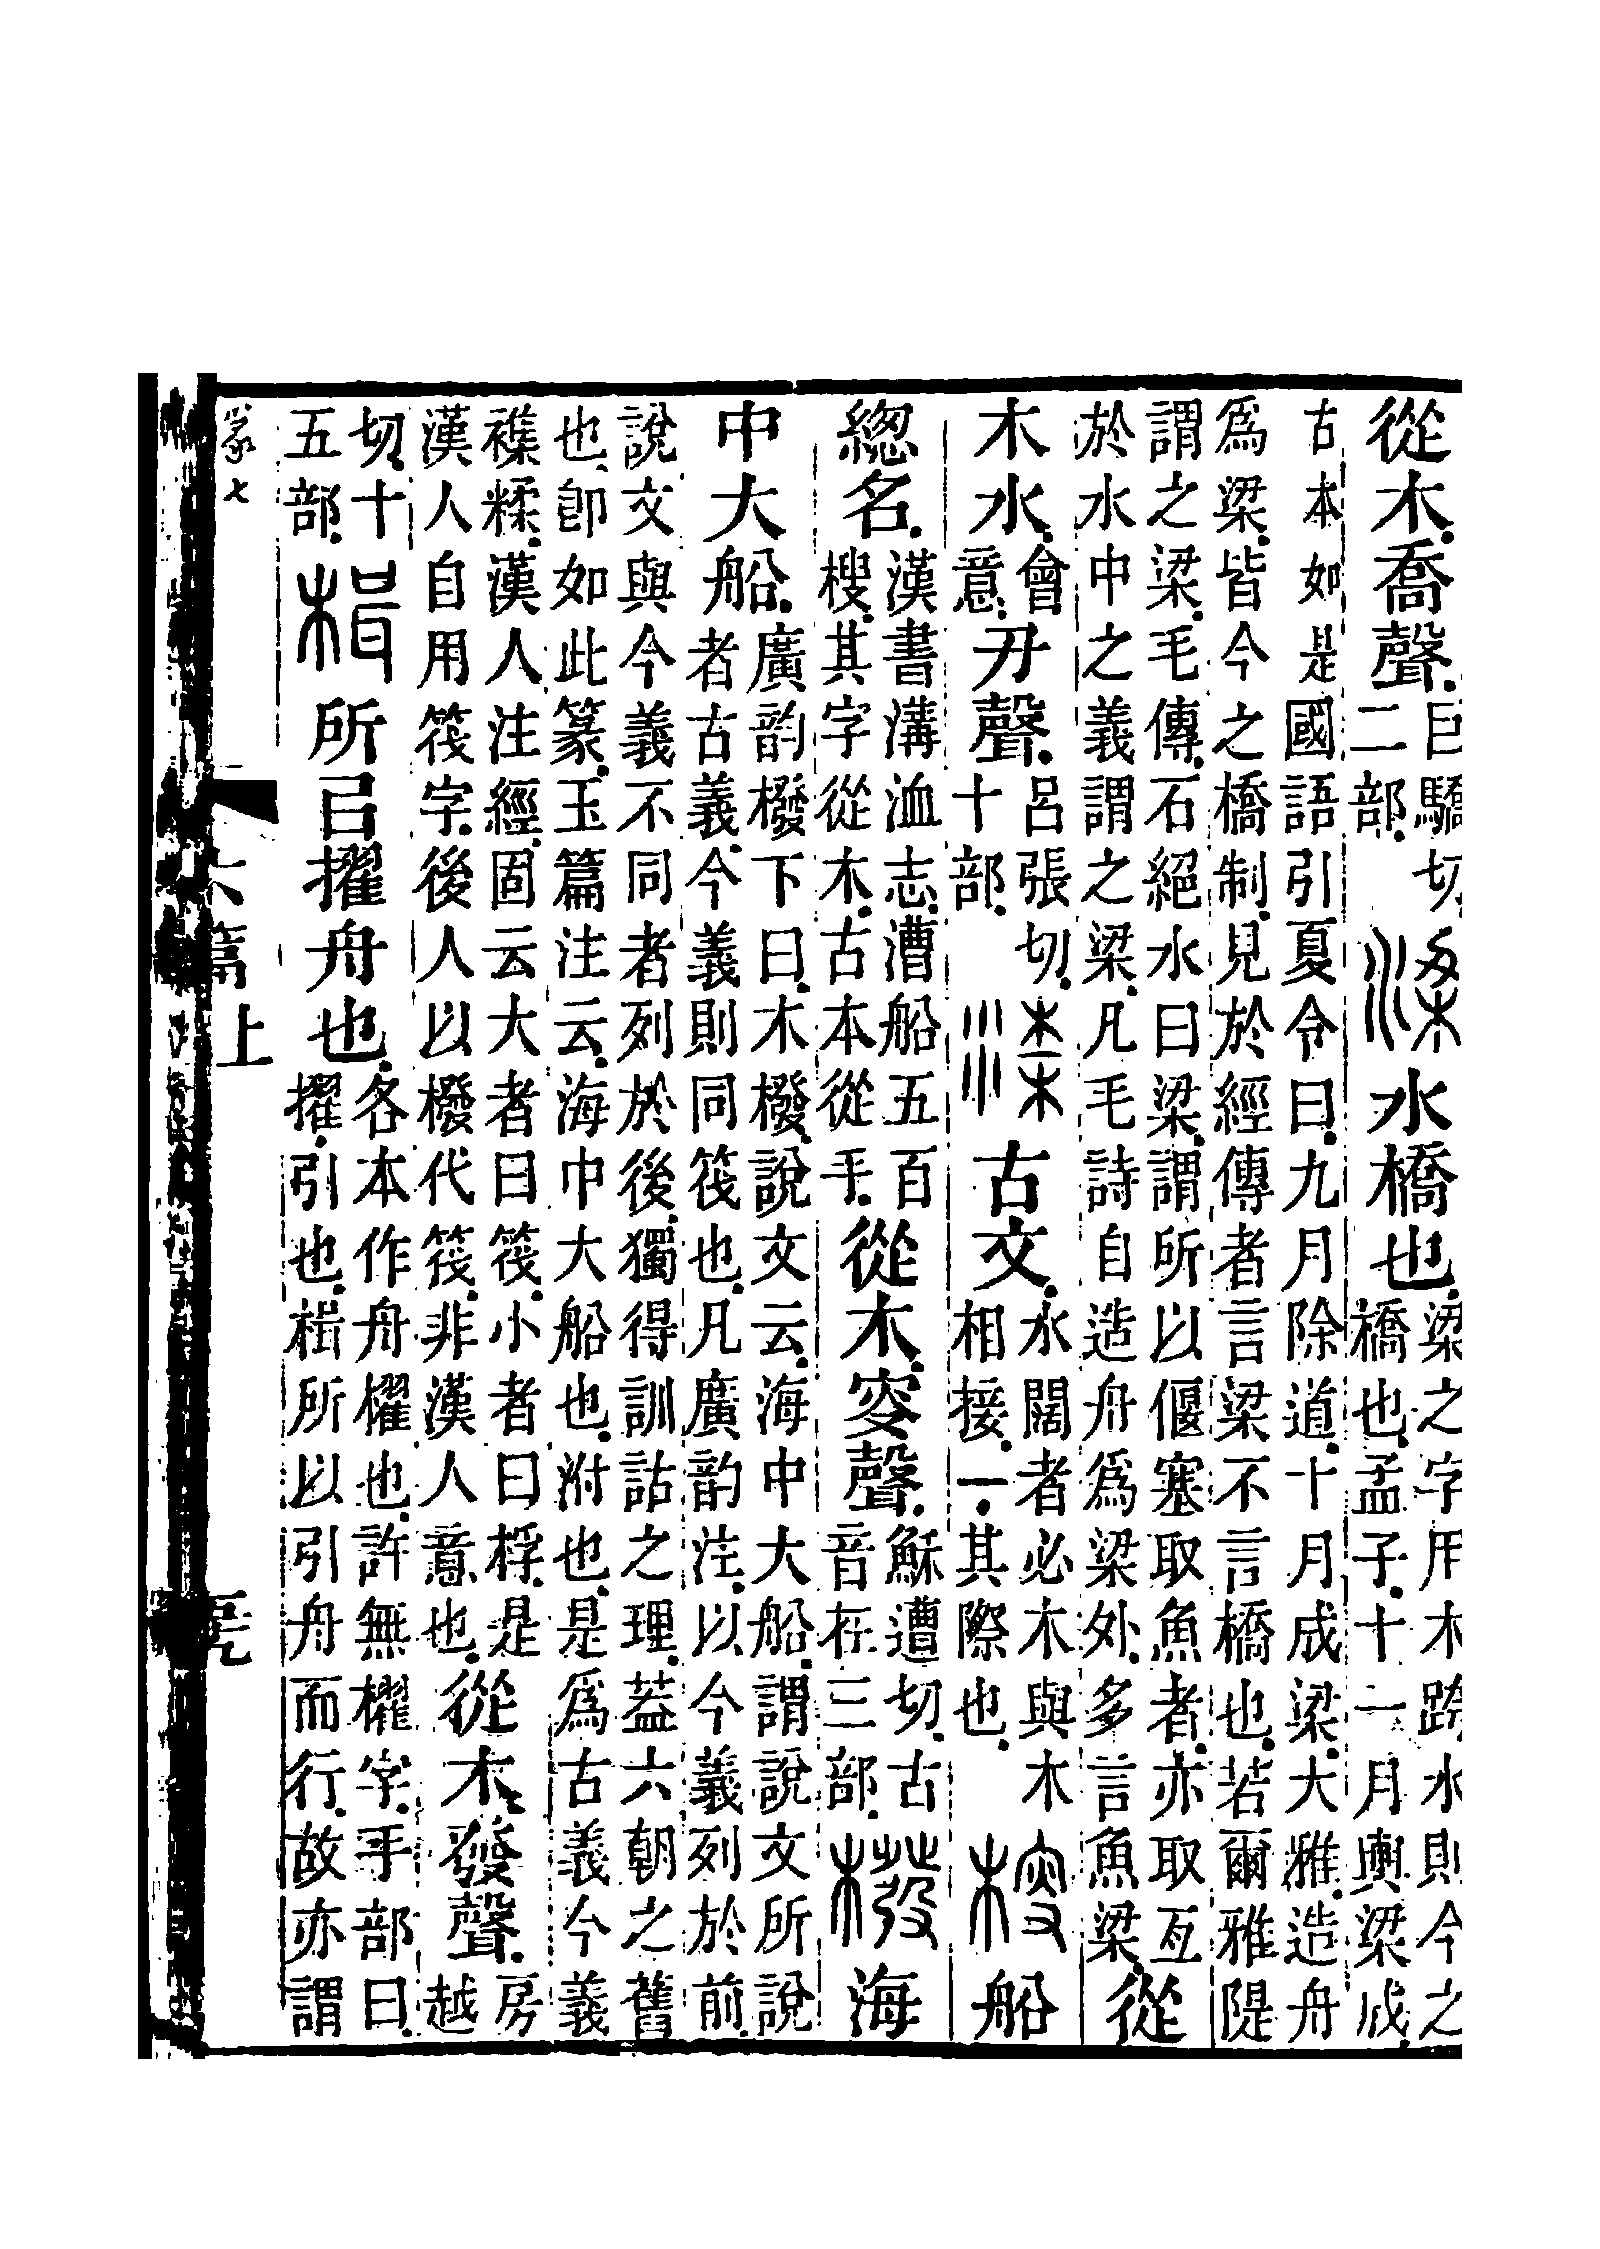 從木。喬聲。巨驕切。二部。梁水橋也。梁之字用木跨水。則今之橋也。孟子。十一月輿梁成。
古本如是國語引夏令曰。九月除道。十月成梁。大雅。造舟
爲梁。皆今之橋制。見於經傳者。言梁不言橋也。若爾雅隄
謂之梁。毛傳。石絕水曰梁。謂所以偃塞取魚者。亦取亙
於水中之義謂之梁。凡毛詩自造舟爲梁外。多言魚梁。從
木水。會意。刅聲。呂張切。十部。㴇古文。水闊者必木與木相接。一。其際也。㮴船
總名。漢書溝洫志。漕船五百㮴。其字從木。古本從手。從木。叜聲。穌遭切。古音在三部。橃海
中大船。廣韵橃下曰。木橃。說文云。海中大船。謂說文所說者古義。今義則同筏也。凡廣韵注。以今義列於前。
說文與今義不同者列於後。獨得訓詁之理。葢六朝之舊
也。卽如此篆。玉篇注云。海中大船也。泭也。是爲古義今義
襍糅。漢人注經。固云大者曰筏。小者曰桴。是
漢人自用筏字。後人以橃代筏。非漢人意也。從木。發聲。房越
切。十五部。楫所㠯擢舟也。各本作舟櫂也。許無櫂字。手部曰。擢。引也。楫所以引舟而行。故亦謂
篆七
六篇上